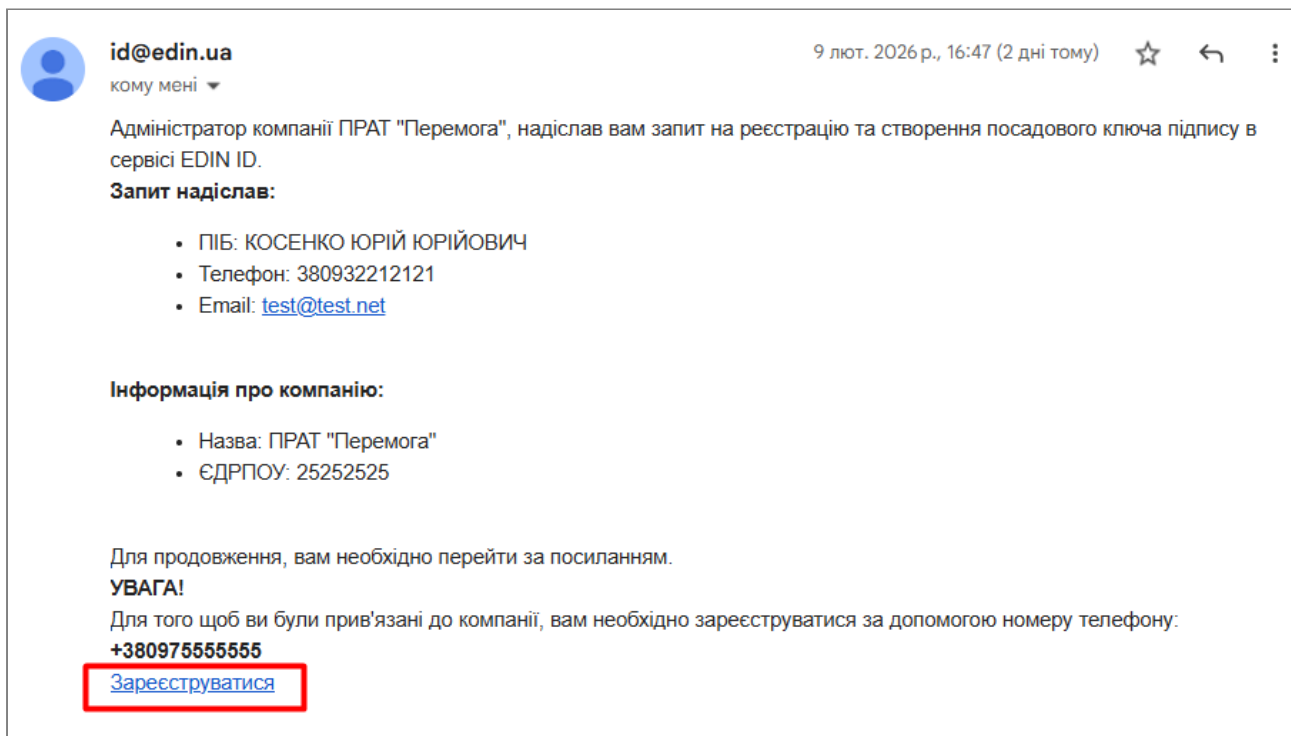 id@edin.ua
9 лют. 2026 р., 16:47 (2 дні тому)
кому мені
Адміністратор компанії ПРАТ "Перемога", надіслав вам запит на реєстрацію та створення посадового ключа підпису в
сервісі EDIN ID.
Запит надіслав:
• ПІБ: КОСЕНКО ЮРІЙ ЮРІЙОВИЧ
• Телефон: 380932212121
• Email: test@test.net
Інформація про компанію:
• Назва: ПРАТ "Перемога"
• ЄДРПОУ: 25252525
Для продовження, вам необхідно перейти за посиланням.
УВАГА!
Для того щоб ви були прив'язані до компанії, вам необхідно зареєструватися за допомогою номеру телефону:
+380975555555
Зареєструватися